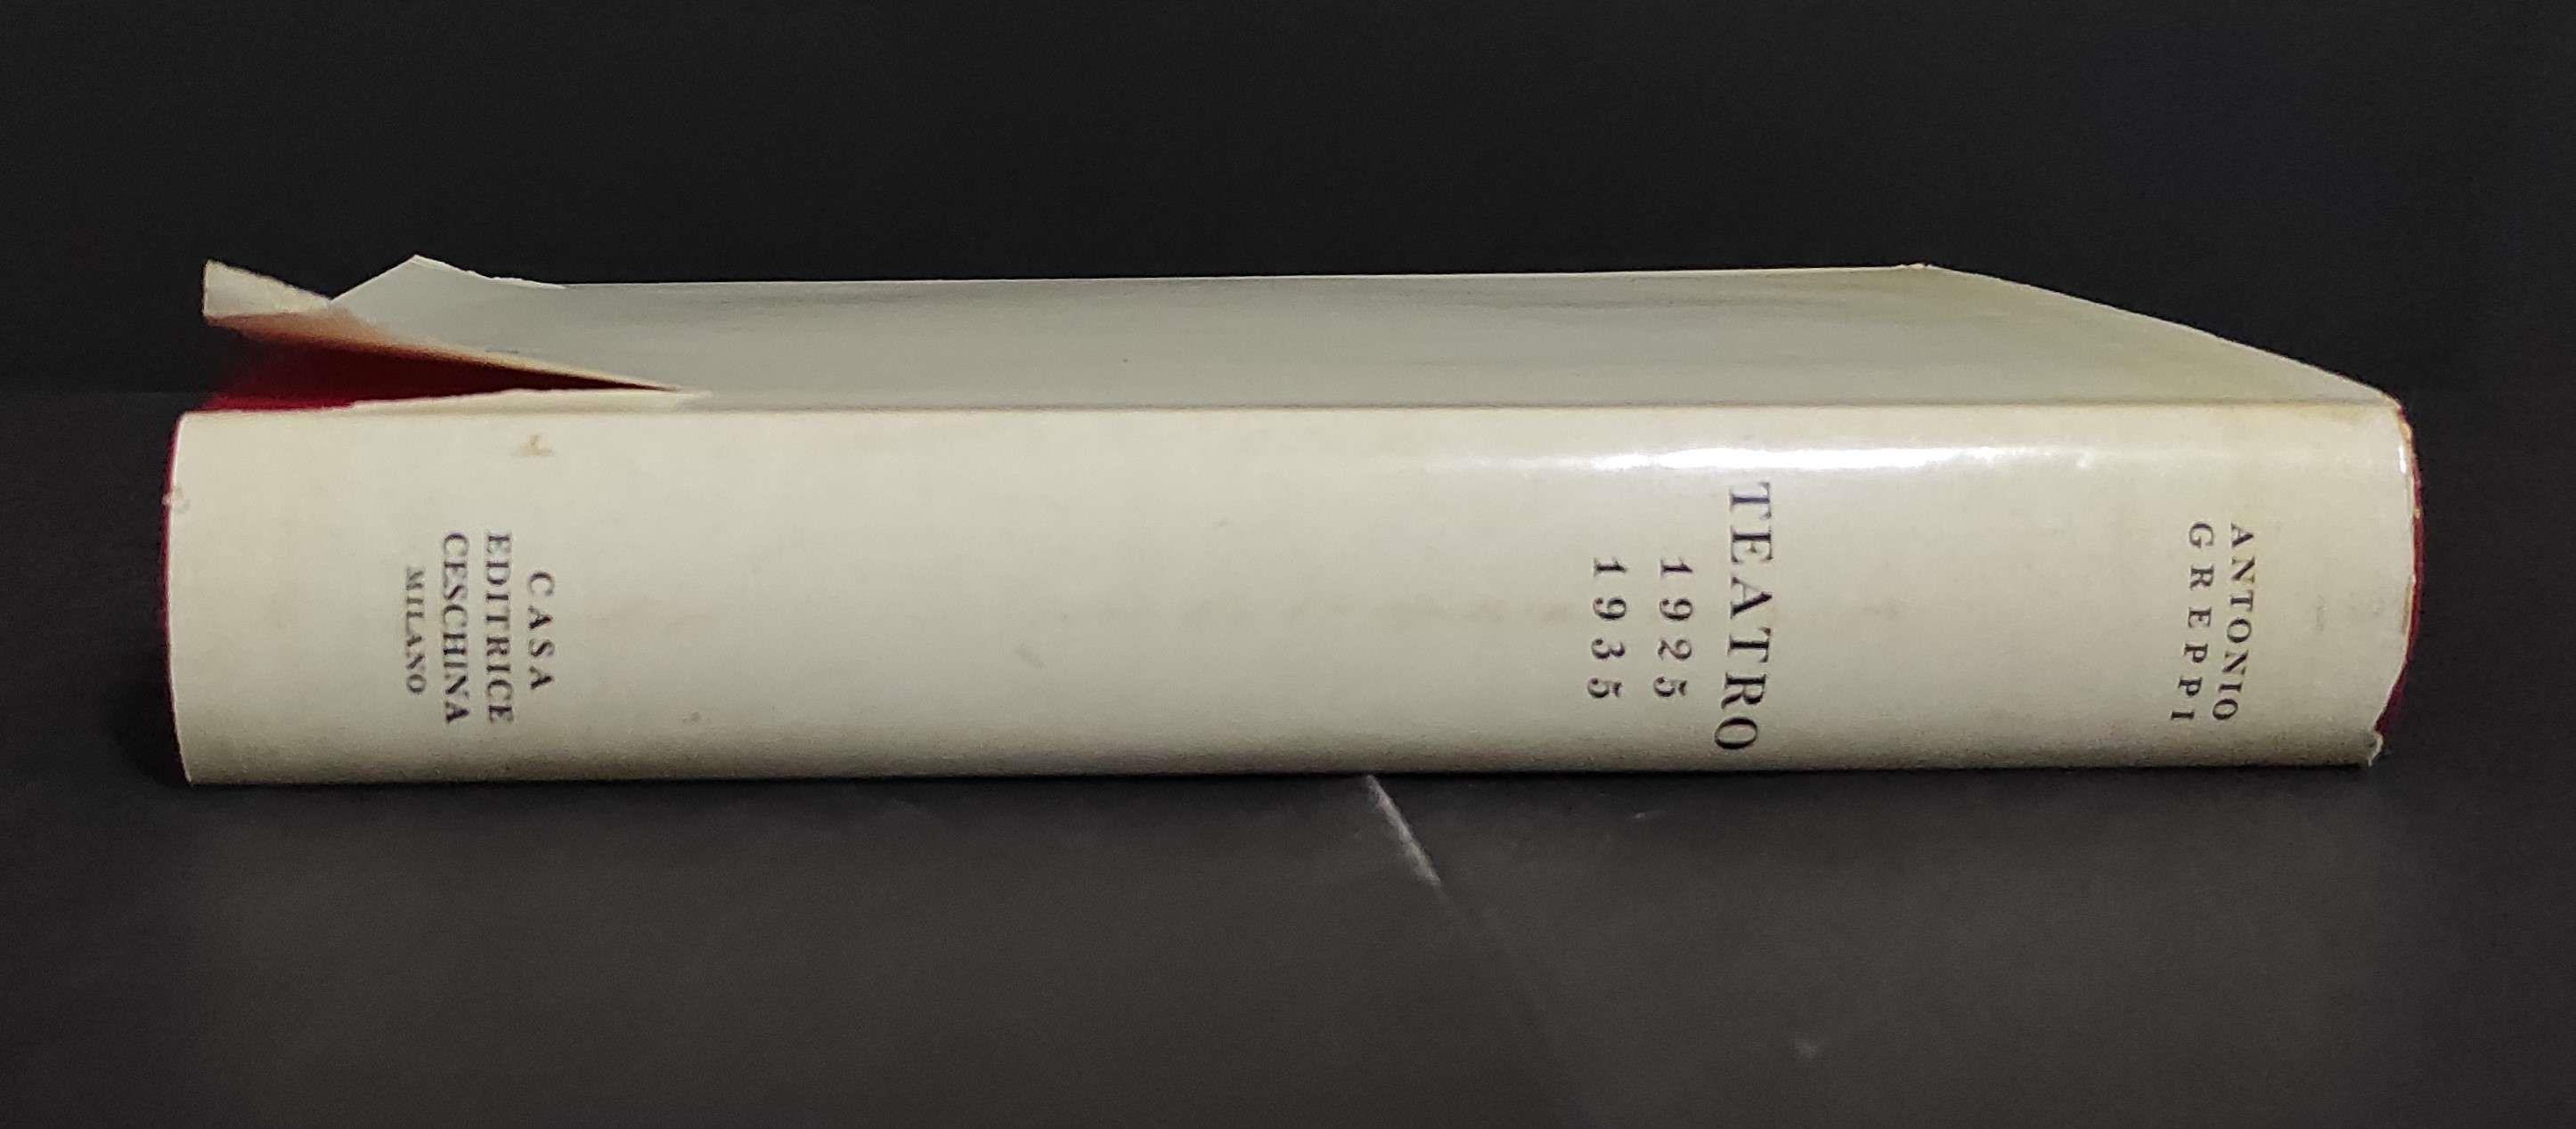 ANTONIO
GREPPI
TEATRO
1925
1935
CASA
EDITRICE
CESCHINA
MILANO